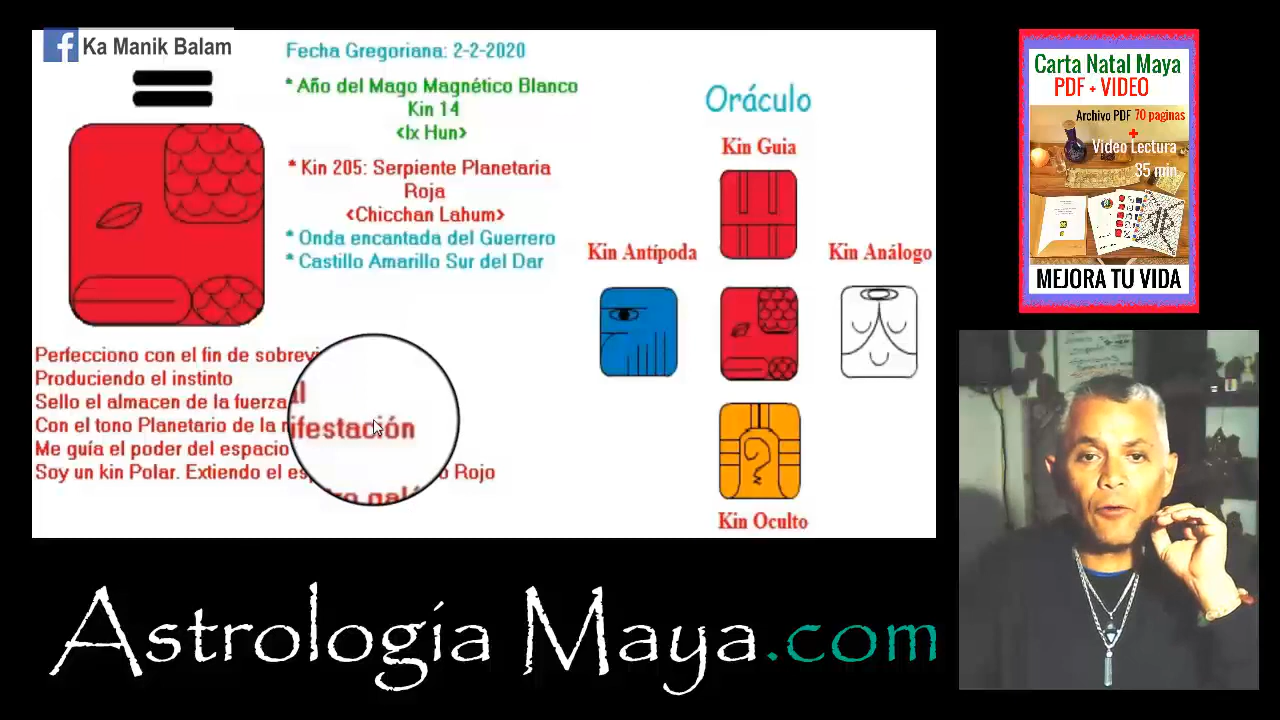 Ka Manik Balam
Fecha Gregoriana: 2-2-2020
* Año del Mago Magnético Blanco
Kin 14
<Ix Hun>
* Kin 205: Serpiente Planetaria
Roja
<Chicchan Lahum>
* Onda encantada del Guerrero
* Castillo Amarillo Sur del Dar
Perfecciono con el fin de
Produciendo el instinto
Sello el almacen de la fuerza
Con el tono Planetario de la
Me guía el poder del espacio
Soy un kin Polar. Extiendo el Rojo
ifestación
Oráculo
Kin Guia
Kin Antípoda
Kin Análogo
Kin Oculto
Carta Natal Maya
PDF + VIDEO
Archivo PDF 70 paginas
+
Video Lectura
35 min.
MEJORA TU VIDA
Astrología Maya.com